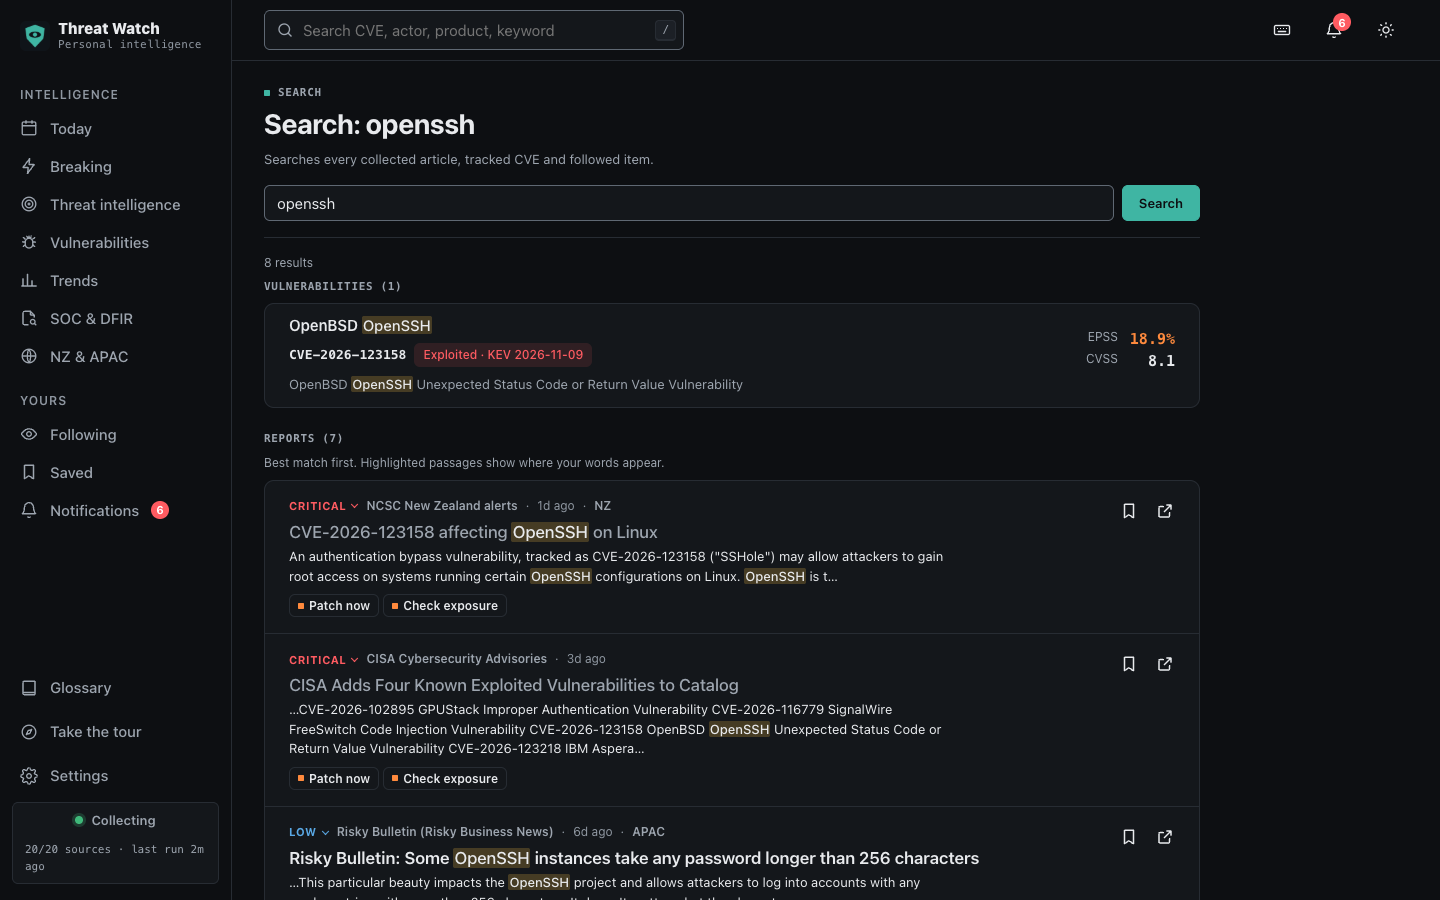 Threat Watch
Personal intelligence
Search CVE, actor, product, keyword
/
6
INTELLIGENCE
Today
Breaking
Threat intelligence
Vulnerabilities
Trends
SOC & DFIR
NZ & APAC
YOURS
Following
Saved
Notifications 6
Glossary
Take the tour
Settings
Collecting
20/20 sources · last run 2m
ago
SEARCH
Search: openssh
Searches every collected article, tracked CVE and followed item.
openssh
Search
8 results
VULNERABILITIES (1)
OpenBSD OpenSSH
CVE-2026-123158 Exploited · KEV 2026-11-09
OpenBSD OpenSSH Unexpected Status Code or Return Value Vulnerability
EPSS 18.9%
CVSS 8.1
REPORTS (7)
Best match first. Highlighted passages show where your words appear.
CRITICAL NCSC New Zealand alerts · 1d ago · NZ
CVE-2026-123158 affecting OpenSSH on Linux
An authentication bypass vulnerability, tracked as CVE-2026-123158 ("SSHole") may allow attackers to gain
root access on systems running certain OpenSSH configurations on Linux. OpenSSH is t…
Patch now Check exposure
CRITICAL CISA Cybersecurity Advisories · 3d ago
CISA Adds Four Known Exploited Vulnerabilities to Catalog
…CVE-2026-102895 GPUStack Improper Authentication Vulnerability CVE-2026-116779 SignalWire
FreeSwitch Code Injection Vulnerability CVE-2026-123158 OpenBSD OpenSSH Unexpected Status Code or
Return Value Vulnerability CVE-2026-123218 IBM Aspera…
Patch now Check exposure
LOW Risky Bulletin (Risky Business News) · 6d ago · APAC
Risky Bulletin: Some OpenSSH instances take any password longer than 256 characters
…This particular beauty impacts the OpenSSH project and allows attackers to log into accounts with any